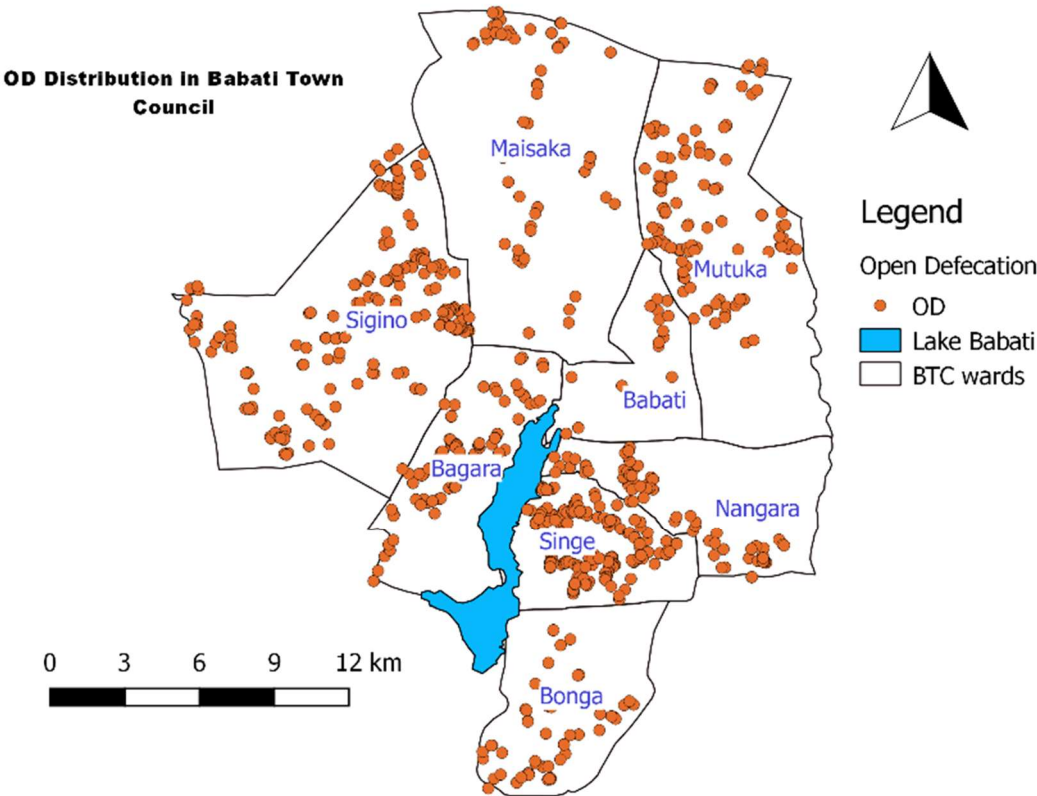 OD Distribution in Babati Town
Council
Maisaka
Mutuka
Sigino
Babati
Bagara
Nangara
Singe
Bonga
Legend
Open Defecation
OD
Lake Babati
BTC wards
0 3 6 9 12 km